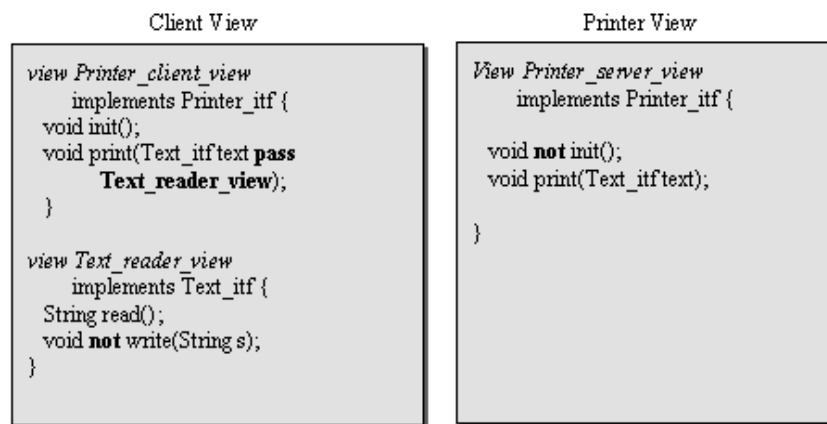 Client View
view Printer_client_view
implements Printer_itf {
void init();
void print(Text_itf text pass
Text_reader_view);
}
view Text_reader_view
implements Text_itf {
String read();
void not write(String s);
}
Printer View
View Printer_server_view
implements Printer_itf {
void not init();
void print(Text_itf text);
}